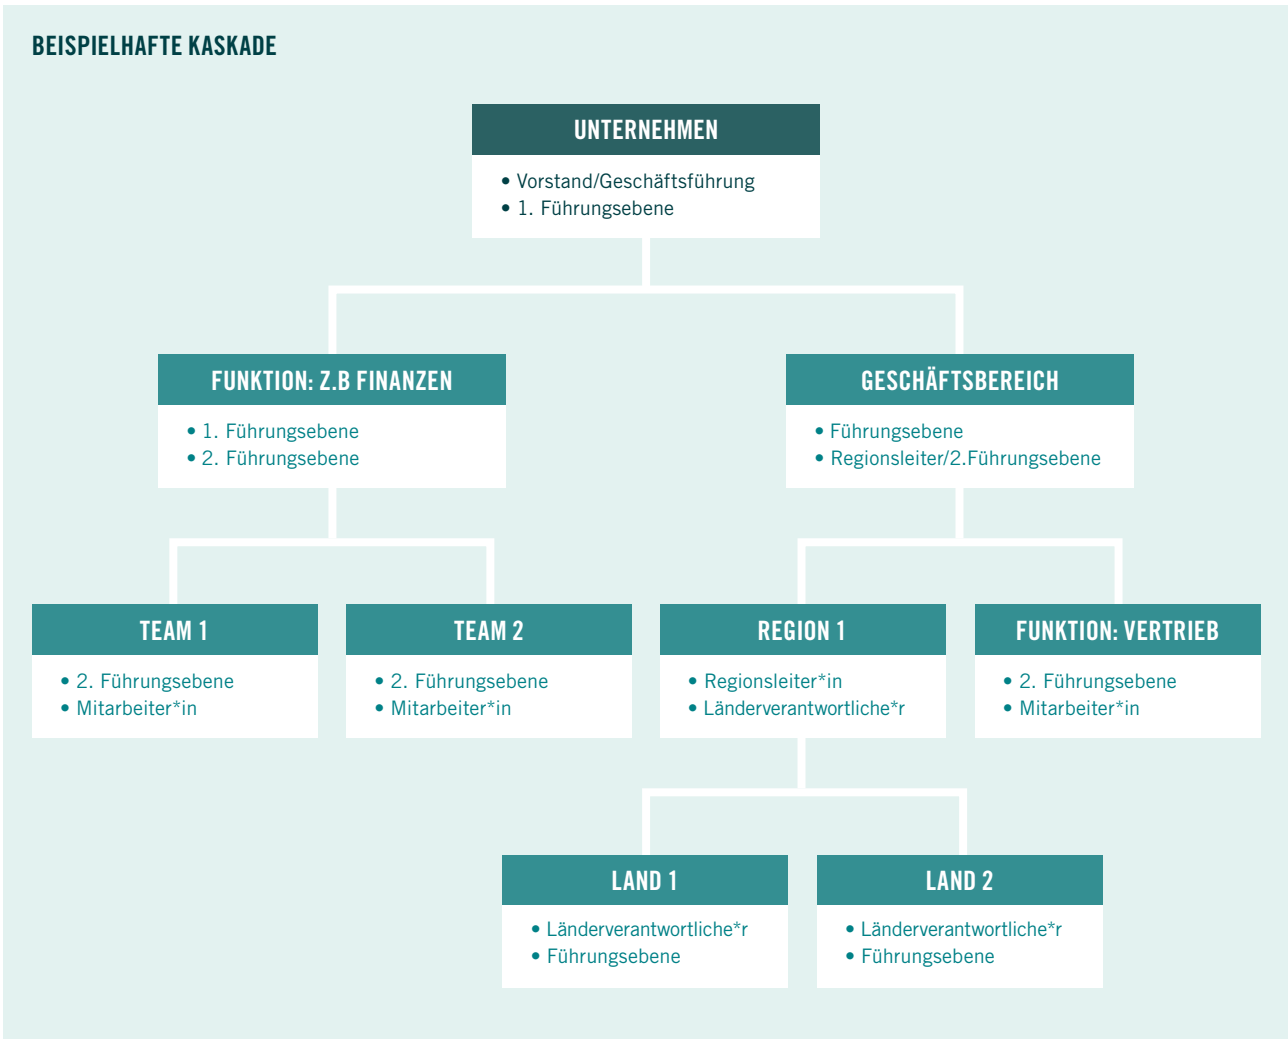 BEISPIELHAFTE KASKADE
UNTERNEHMEN
• Vorstand/Geschäftsführung
• 1. Führungsebene
FUNKTION: Z.B FINANZEN
• 1. Führungsebene
• 2. Führungsebene
GESCHÄFTSBEREICH
• Führungsebene
• Regionsleiter/2.Führungsebene
TEAM 1
• 2. Führungsebene
• Mitarbeiter*in
TEAM 2
• 2. Führungsebene
• Mitarbeiter*in
REGION 1
• Regionsleiter*in
• Länderverantwortliche*r
FUNKTION: VERTRIEB
• 2. Führungsebene
• Mitarbeiter*in
LAND 1
• Länderverantwortliche*r
• Führungsebene
LAND 2
• Länderverantwortliche*r
• Führungsebene